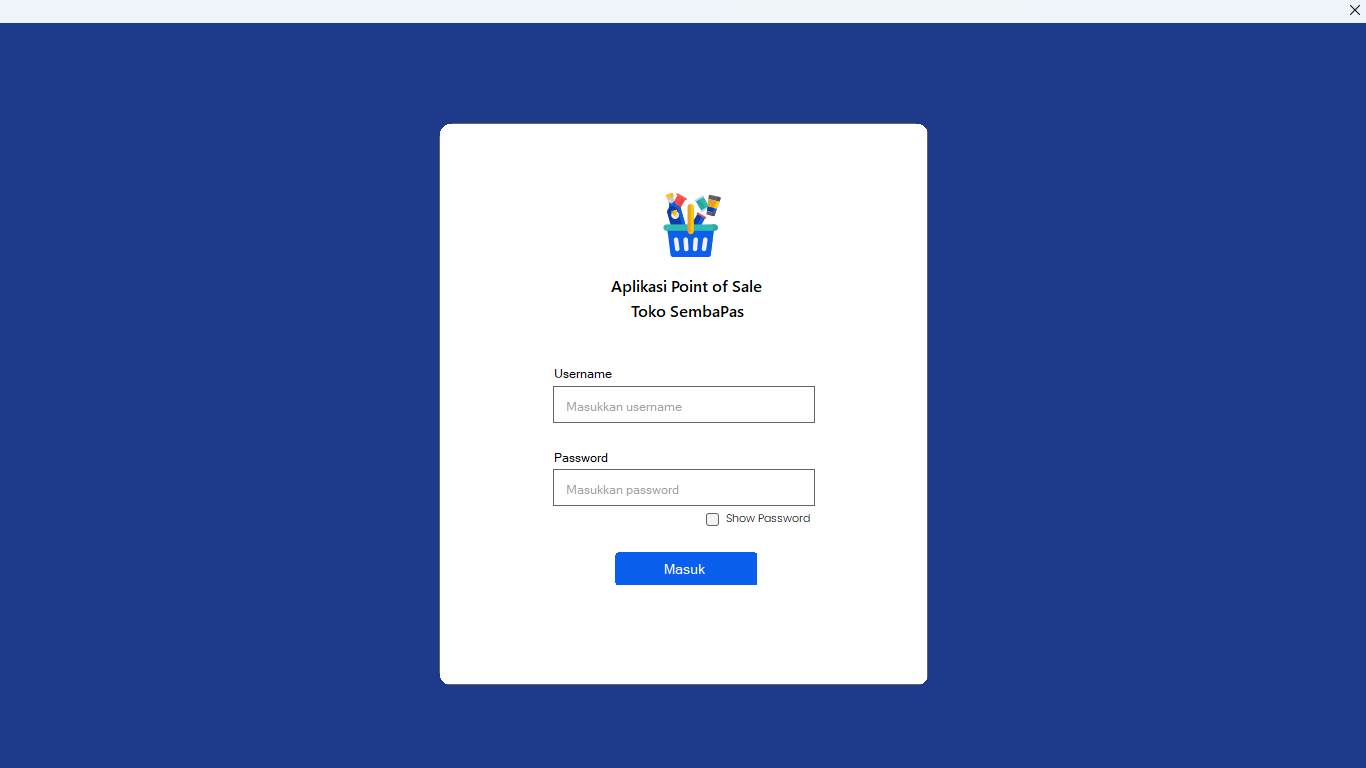 Aplikasi Point of Sale
Toko SembaPas
Username
Masukkan username
Password
Masukkan password
Show Password
Masuk